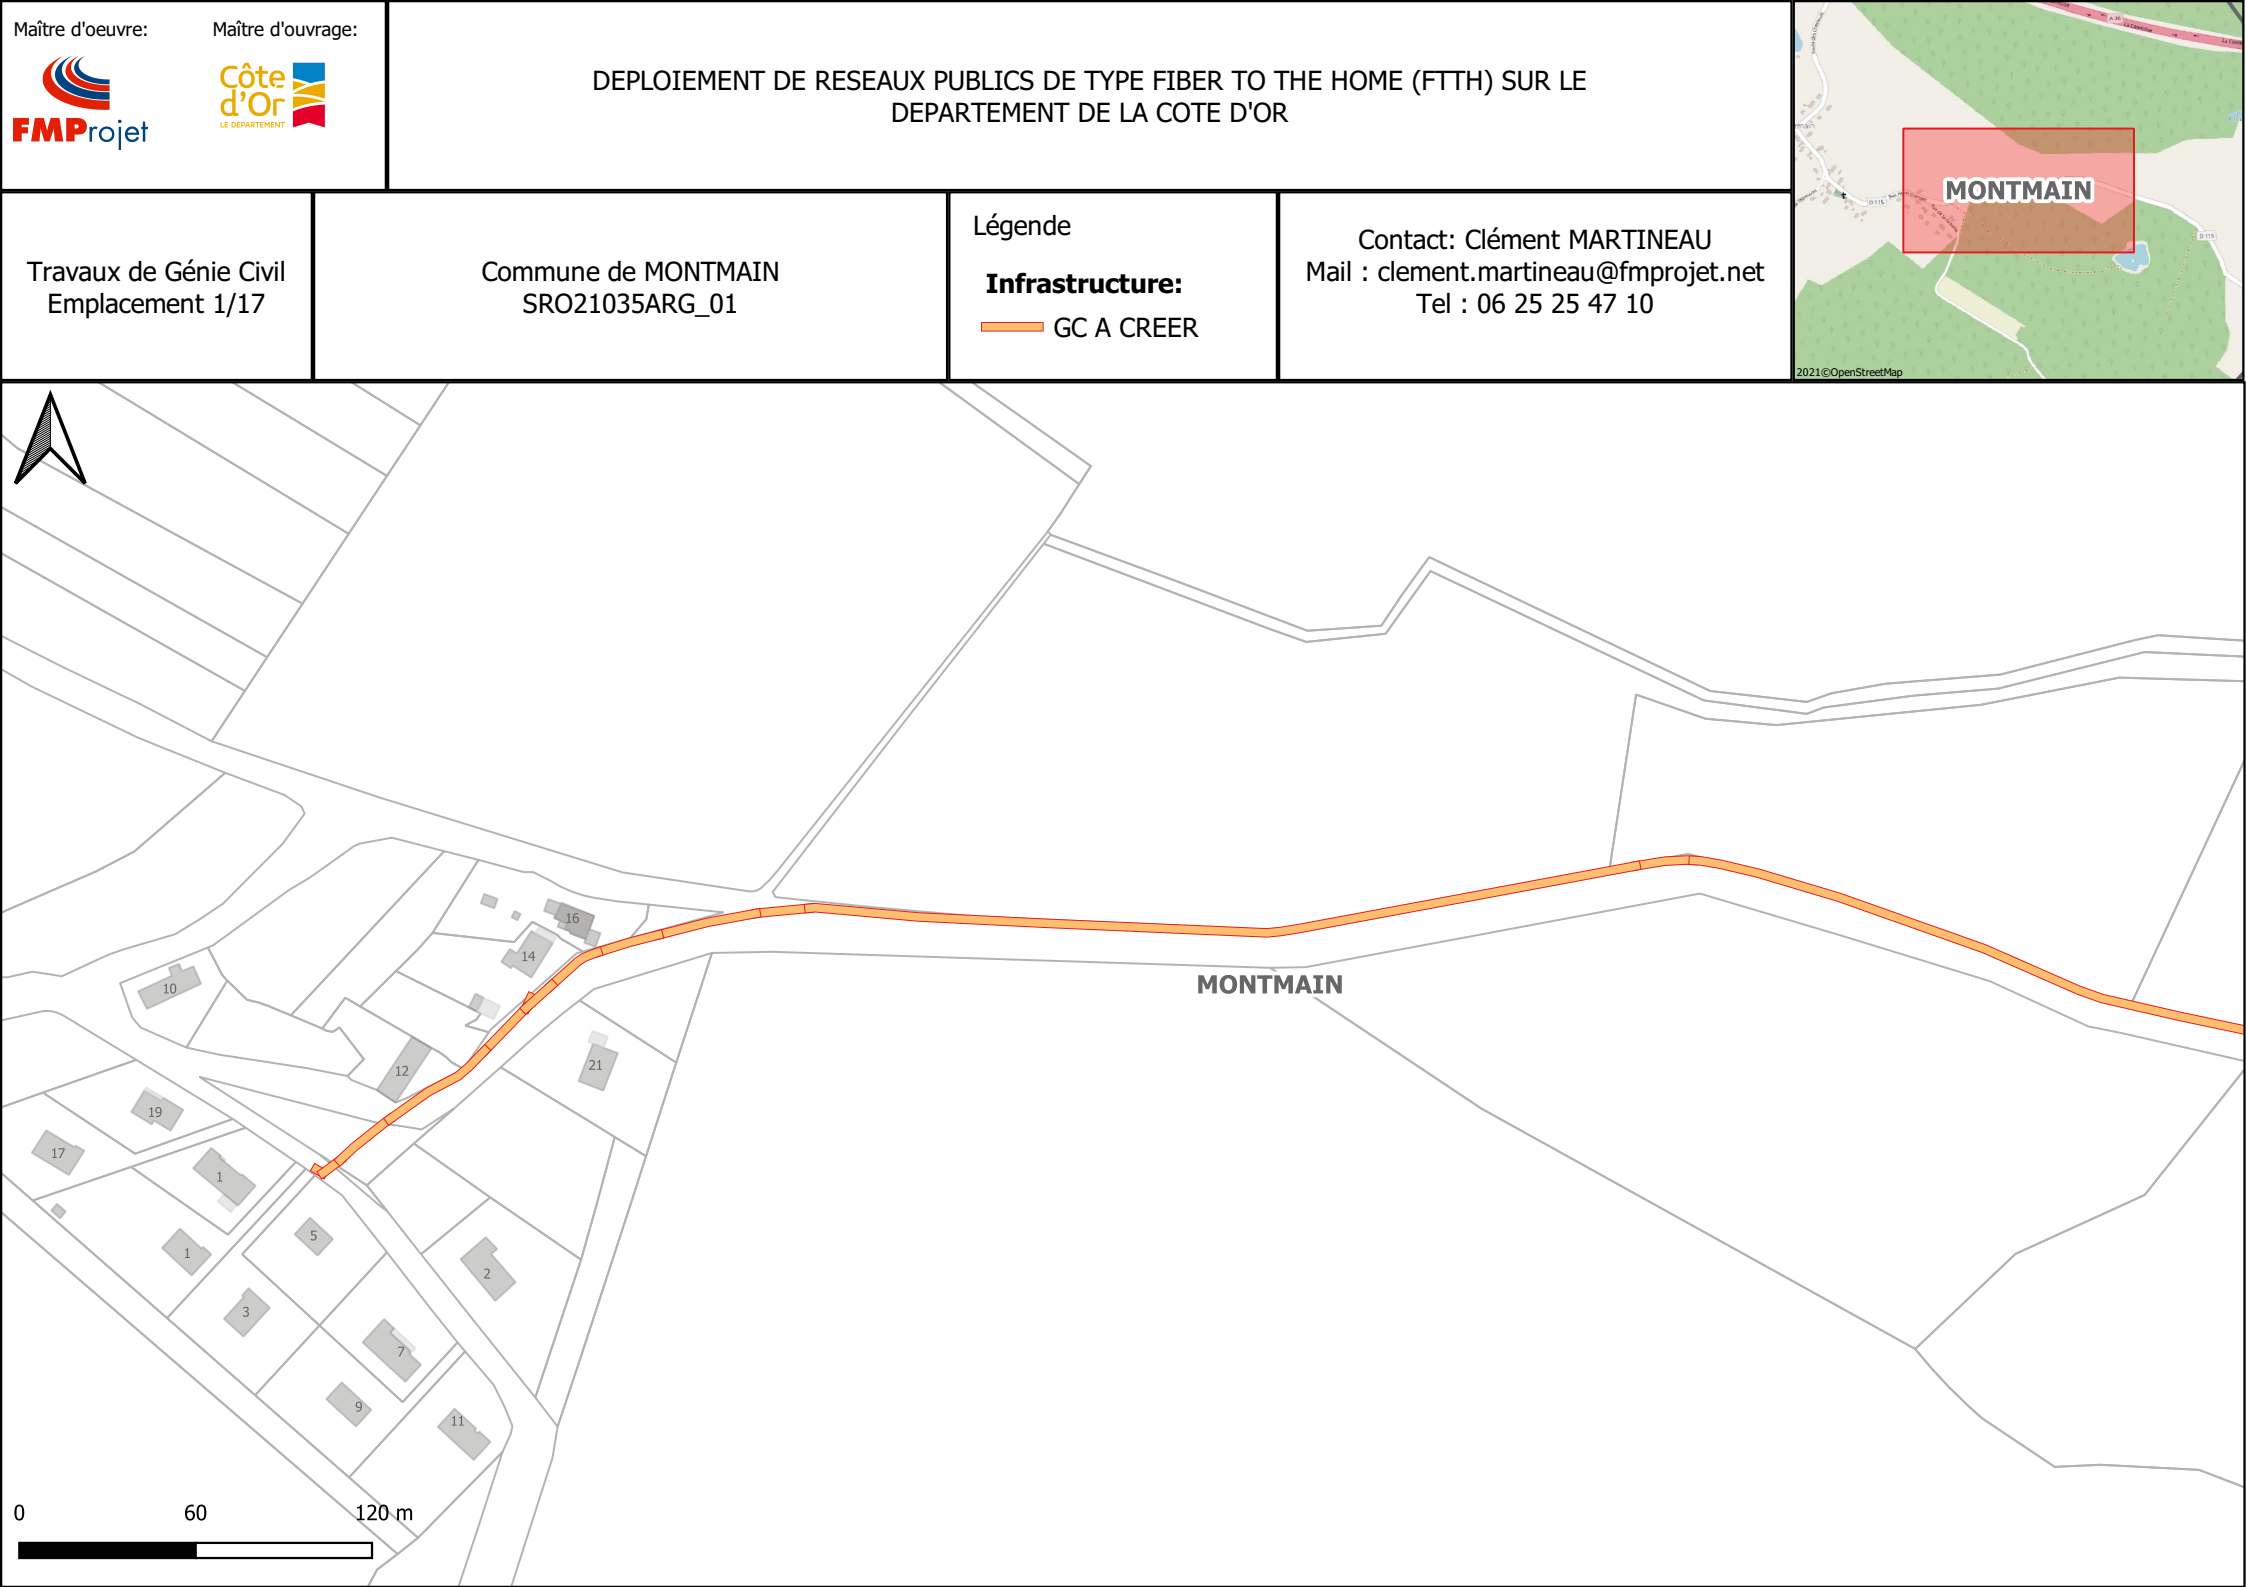 Maître d'oeuvre:
Maître d'ouvrage:
FMProjet
Côte
d'Or
LE DÉPARTEMENT
DEPLOIEMENT DE RESEAUX PUBLICS DE TYPE FIBER TO THE HOME (FTTH) SUR LE
DEPARTEMENT DE LA COTE D'OR
Travaux de Génie Civil
Emplacement 1/17
Commune de MONTMAIN
SRO21035ARG_01
Légende
Infrastructure:
GC A CREER
Contact: Clément MARTINEAU
Mail : clement.martineau@fmprojet.net
Tel : 06 25 25 47 10
A 36
MONTMAIN
D 115
D 115
2021©OpenStreetMap
16
14
10
12
21
19
17
1
1
5
2
3
7
9
11
MONTMAIN
0
60
120 m